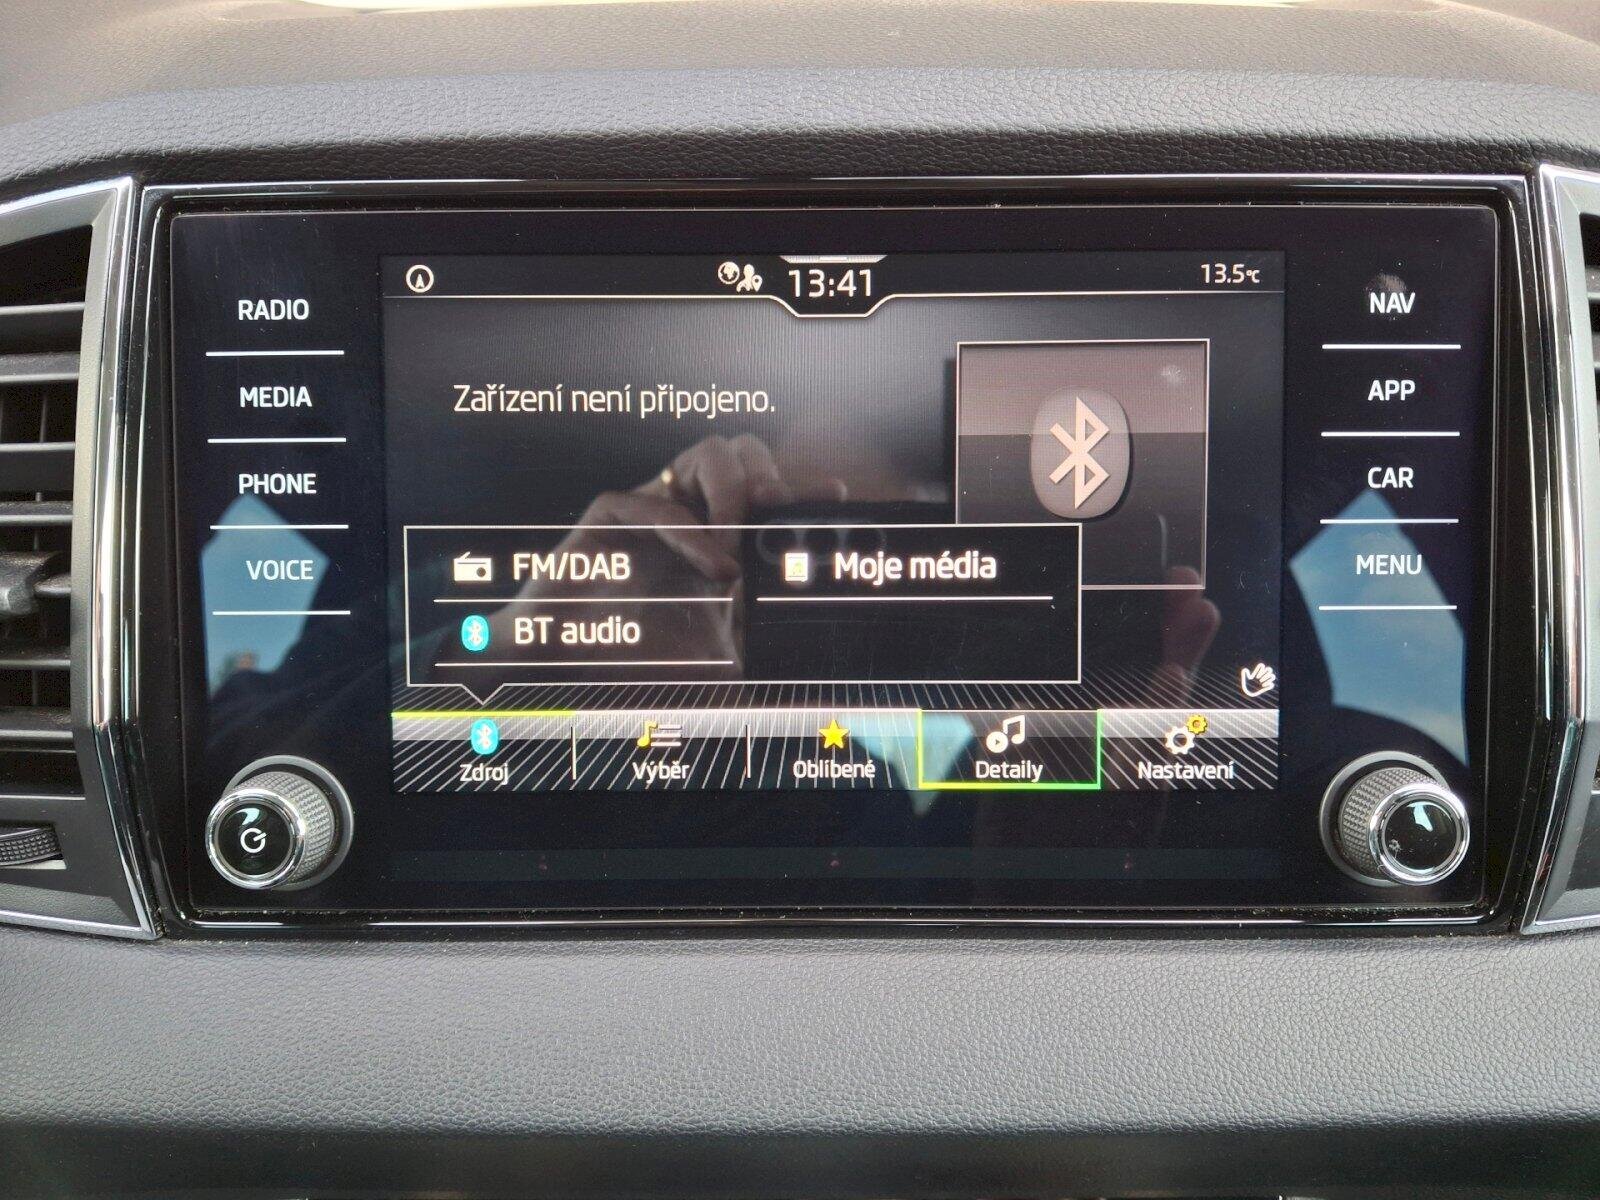 13:41
13.5°C
RADIO
MEDIA
PHONE
VOICE
NAV
APP
CAR
MENU
Zařízení není připojeno.
FM/DAB
Moje média
BT audio
Zdroj
Výběr
Oblíbené
Detaily
Nastavení